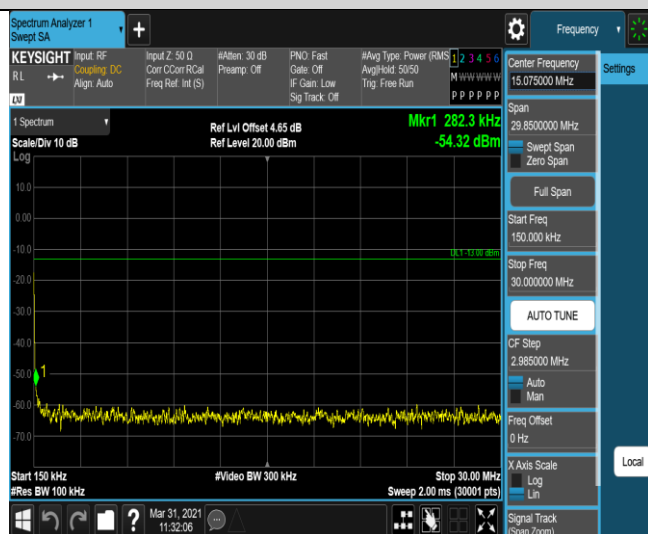 Spectrum Analyzer 1
Swept SA
+
Frequency
KEYSIGHT
RL
LXI
Input: RF
Coupling: DC
Align: Auto
Input Z: 50 Ω
Corr CCorr RCal
Freq Ref: Int (S)
#Atten: 30 dB
Preamp: Off
PNO: Fast
Gate: Off
IF Gain: Low
Sig Track: Off
#Avg Type: Power (RMS
Avg|Hold: 50/50
Trig: Free Run
1 2 3 4 5 6
M W W W W W
P P P P P P
1 Spectrum
Scale/Div 10 dB
Log
Ref Lvl Offset 4.65 dB
Ref Level 20.00 dBm
Mkr1 282.3 kHz
-54.32 dBm
10.0
0.00
-10.0
DL1 -13.00 dBm
-20.0
-30.0
-40.0
-50.0
1
-60.0
-70.0
Start 150 kHz
#Res BW 100 kHz
#Video BW 300 kHz
Stop 30.00 MHz
Sweep 2.00 ms (30001 pts)
Mar 31, 2021
11:32:06
?
Center Frequency
15.075000 MHz
Span
29.8500000 MHz
Swept Span
Zero Span
Full Span
Start Freq
150.000 kHz
Stop Freq
30.000000 MHz
AUTO TUNE
CF Step
2.985000 MHz
Auto
Man
Freq Offset
0 Hz
X Axis Scale
Log
Lin
Signal Track
(Span Zoom)
Settings
Local